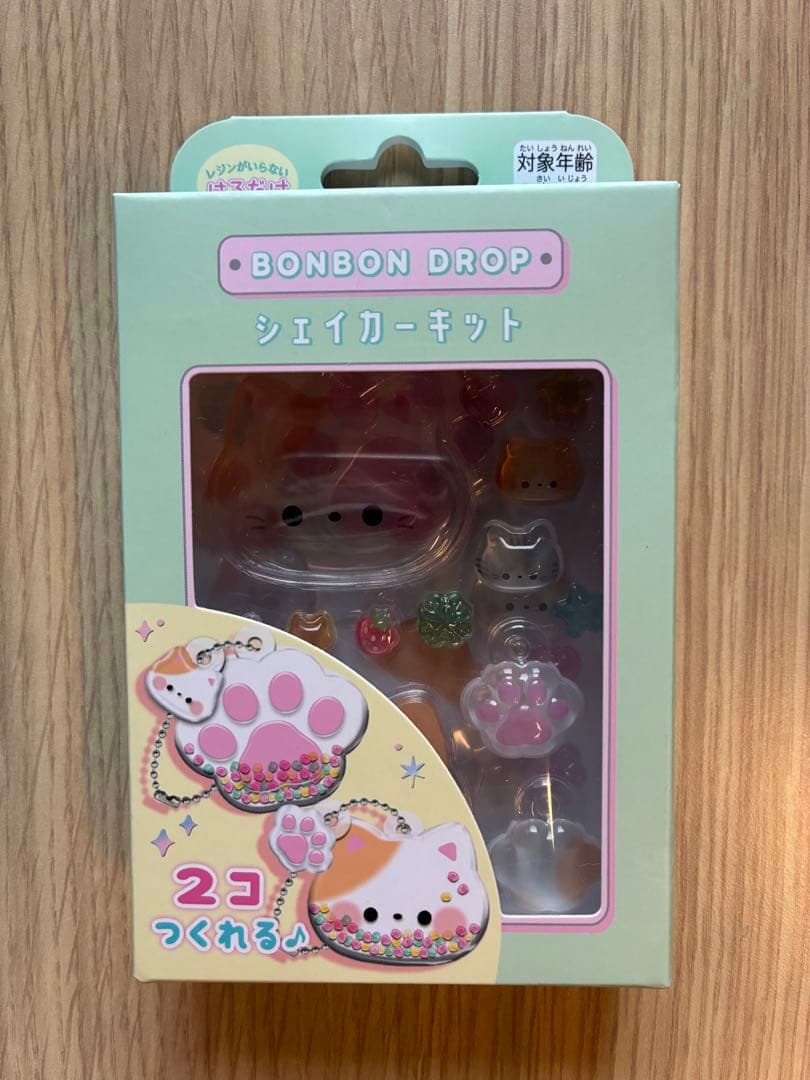 レジンがいらない
はるだけ
たいしょうねんれい
対象年齢
さい いじょう
BONBON DROP
シェイカーキット
2コ
つくれる♪